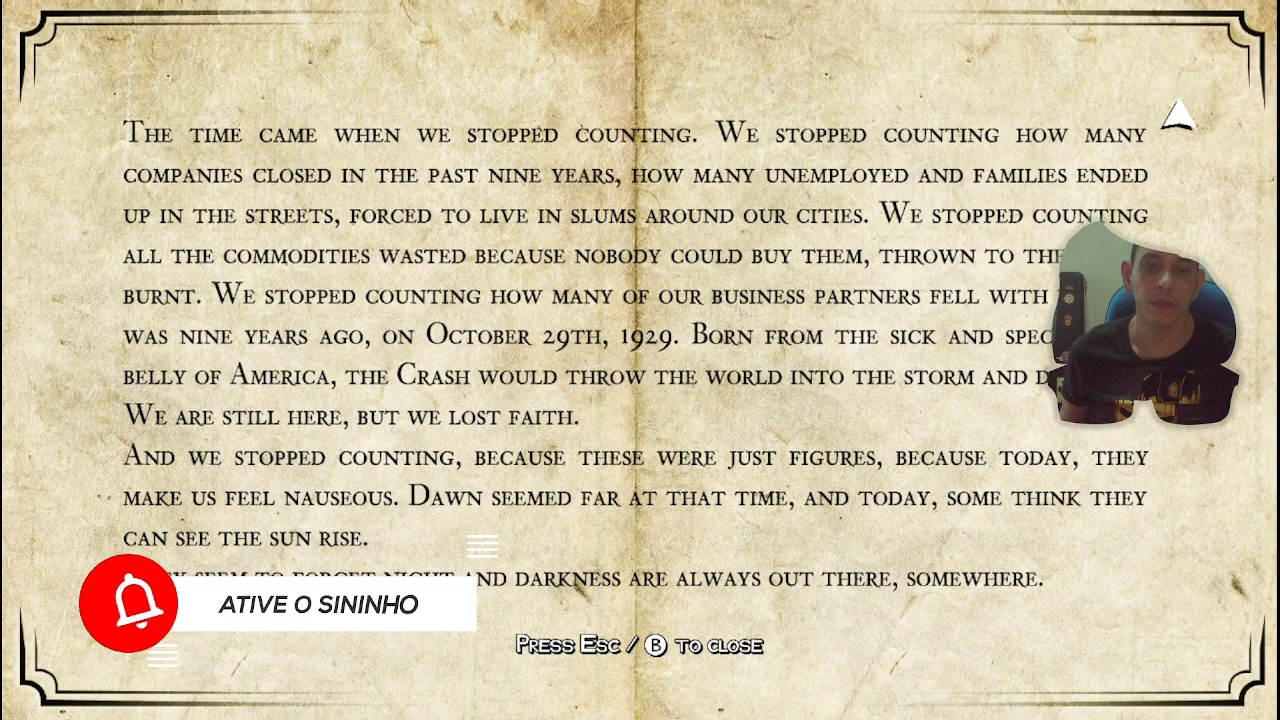 The time came when we stopped counting. We stopped counting how many
companies closed in the past nine years, how many unemployed and families ended
up in the streets, forced to live in slums around our cities. We stopped counting
all the commodities wasted because nobody could buy them, thrown to the
burnt. We stopped counting how many of our business partners fell with
was nine years ago, on October 29th, 1929. Born from the sick and
belly of America, the Crash would throw the world into the storm and
We are still here, but we lost faith.
And we stopped counting, because these were just figures, because today, they
make us feel nauseous. Dawn seemed far at that time, and today, some think they
can see the sun rise.
seem to forget night and darkness are always out there, somewhere.
ATIVE O SININHO
Press Esc / B to close